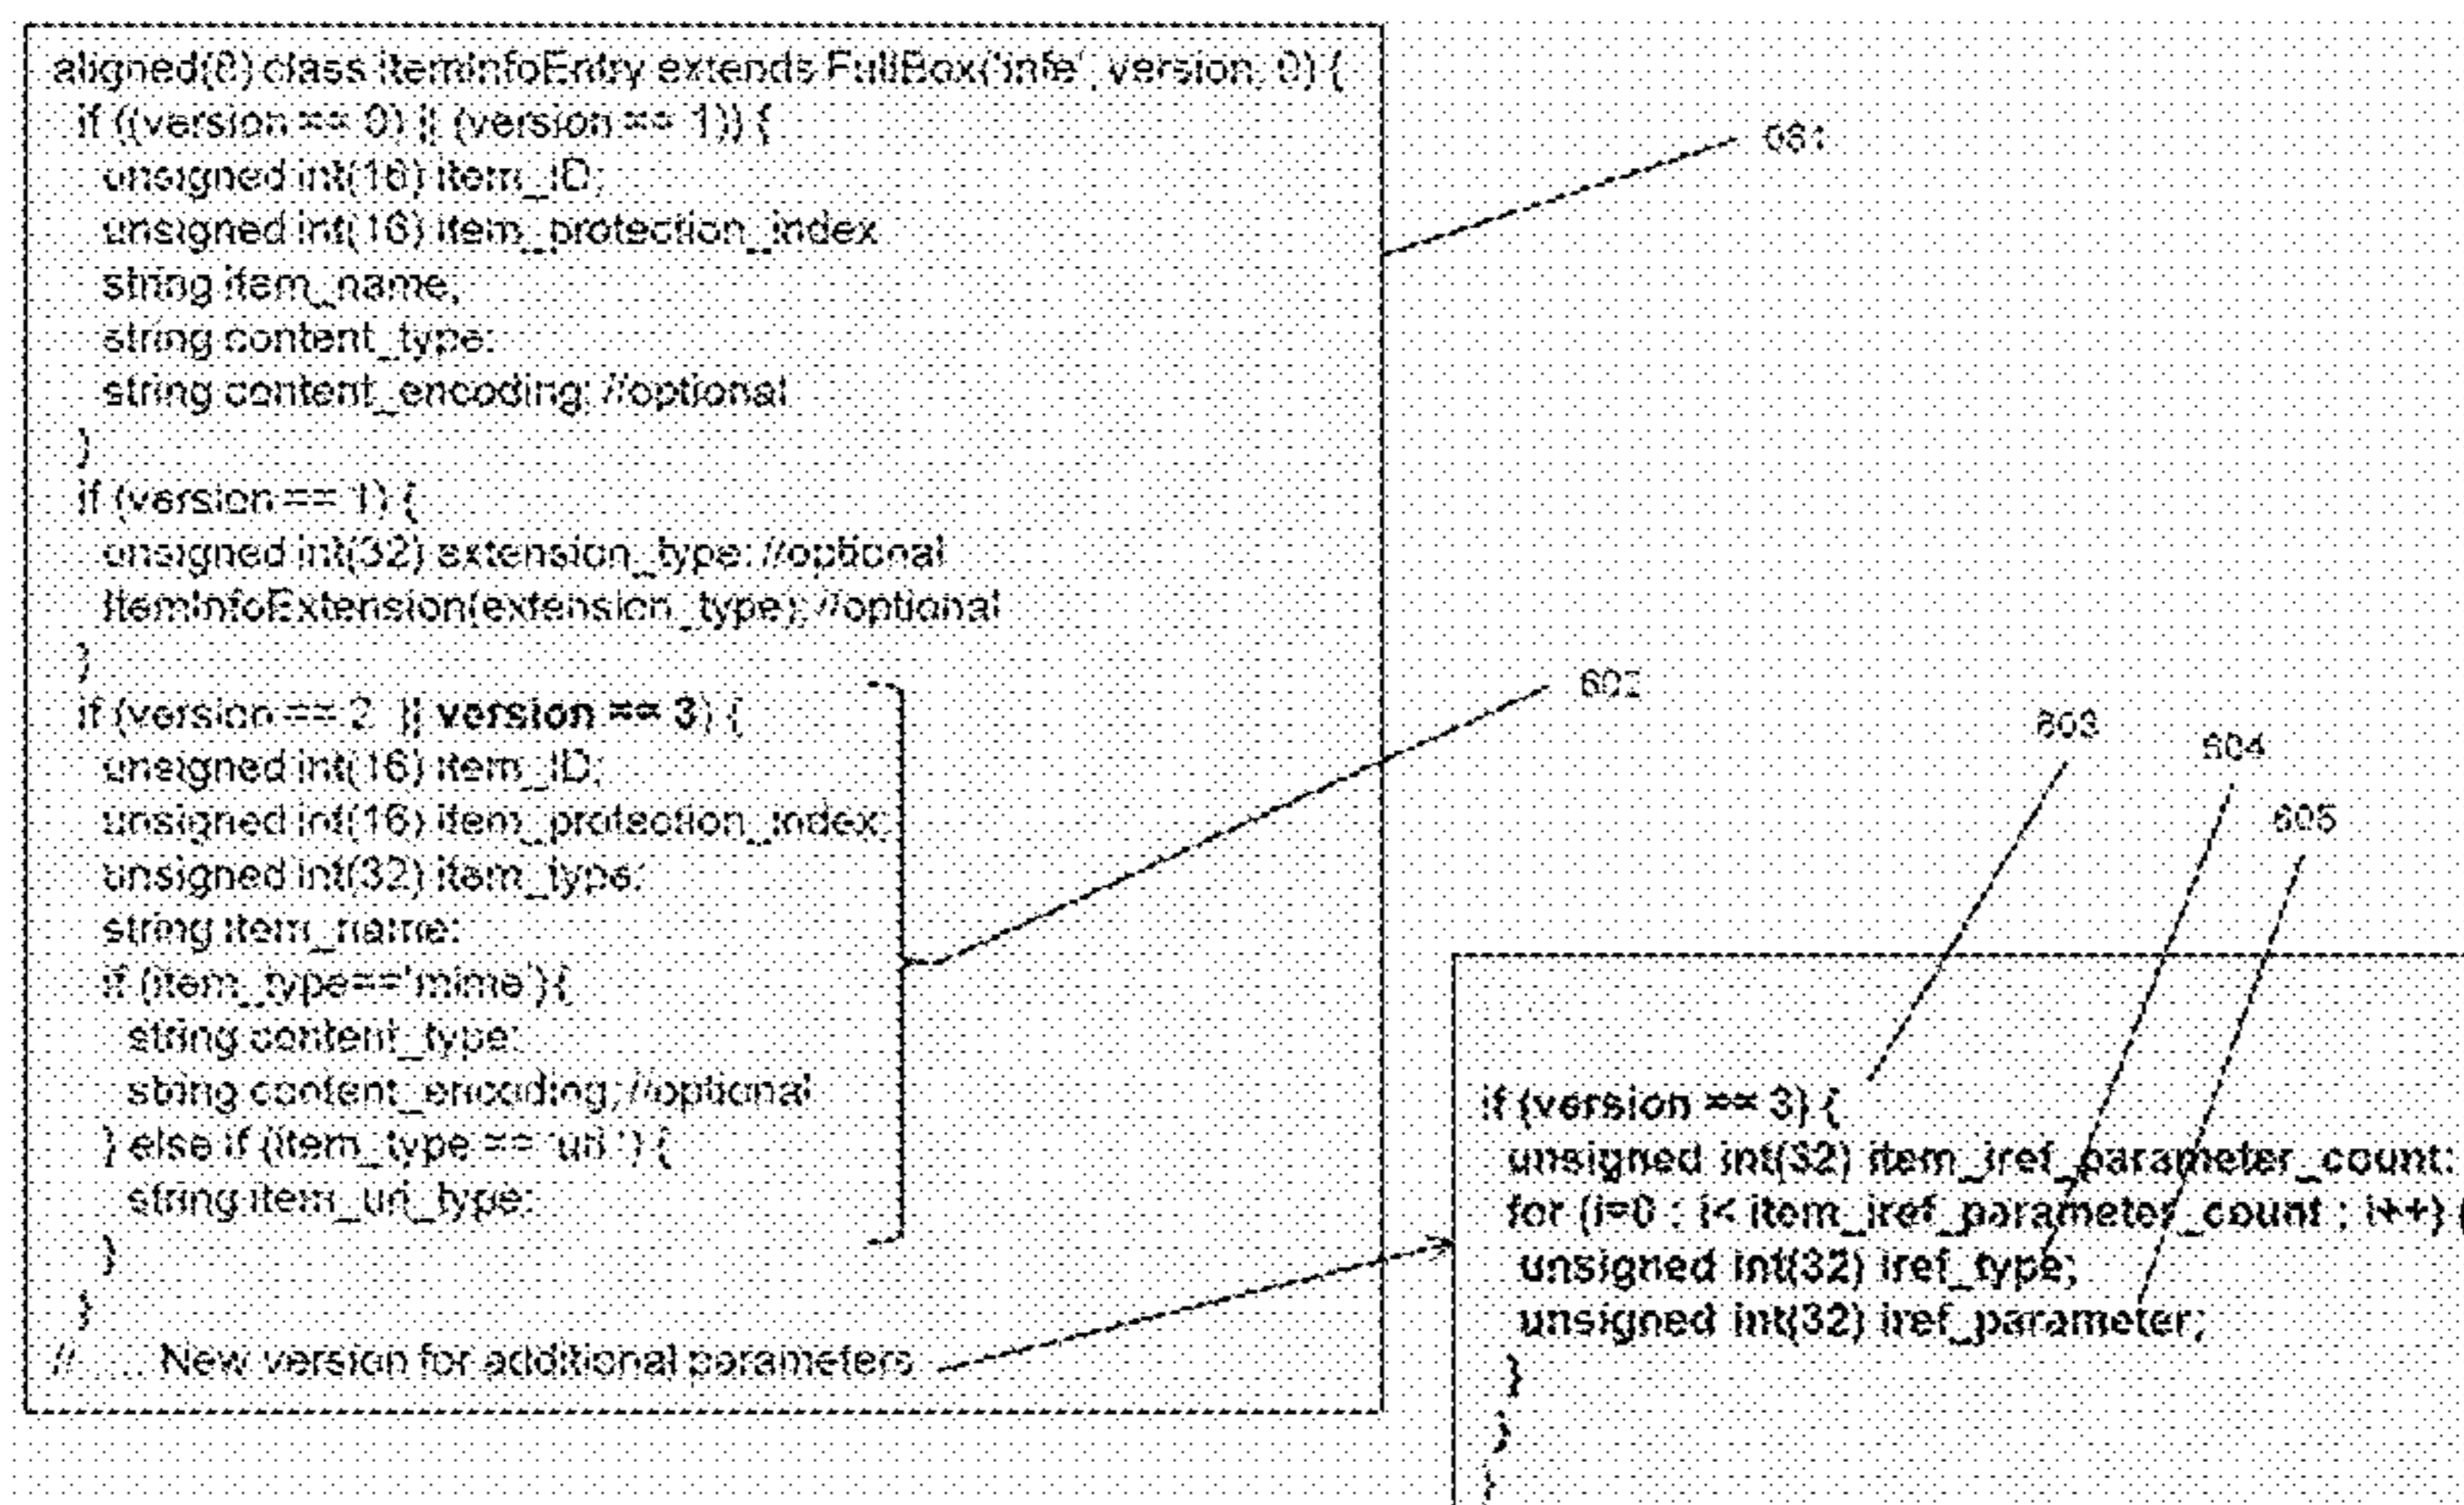 aligned(8) class ItemInfoEntry extends FullBox('infe', version, 0) {
if ((version == 0) || (version == 1)) {
unsigned int(16) item_ID;
unsigned int(16) item_protection_index
string item_name;
string content_type;
string content_encoding; //optional
}
if (version == 1) {
unsigned int(32) extension_type; //optional
ItemInfoExtension(extension_type); //optional
}
if (version == 2 || version == 3) {
unsigned int(16) item_ID;
unsigned int(16) item_protection_index;
unsigned int(32) item_type;
string item_name;
if (item_type=='mime'){
string content_type;
string content_encoding; //optional
} else if (item_type == 'uri ') {
string item_uri_type;
}
}
// .... New version for additional parameters
601
602
603
604
605
if (version == 3) {
unsigned int(32) item_iref_parameter_count;
for (i=0 ; i< item_iref_parameter_count ; i++) {
unsigned int(32) iref_type;
unsigned int(32) iref_parameter;
}
}
}